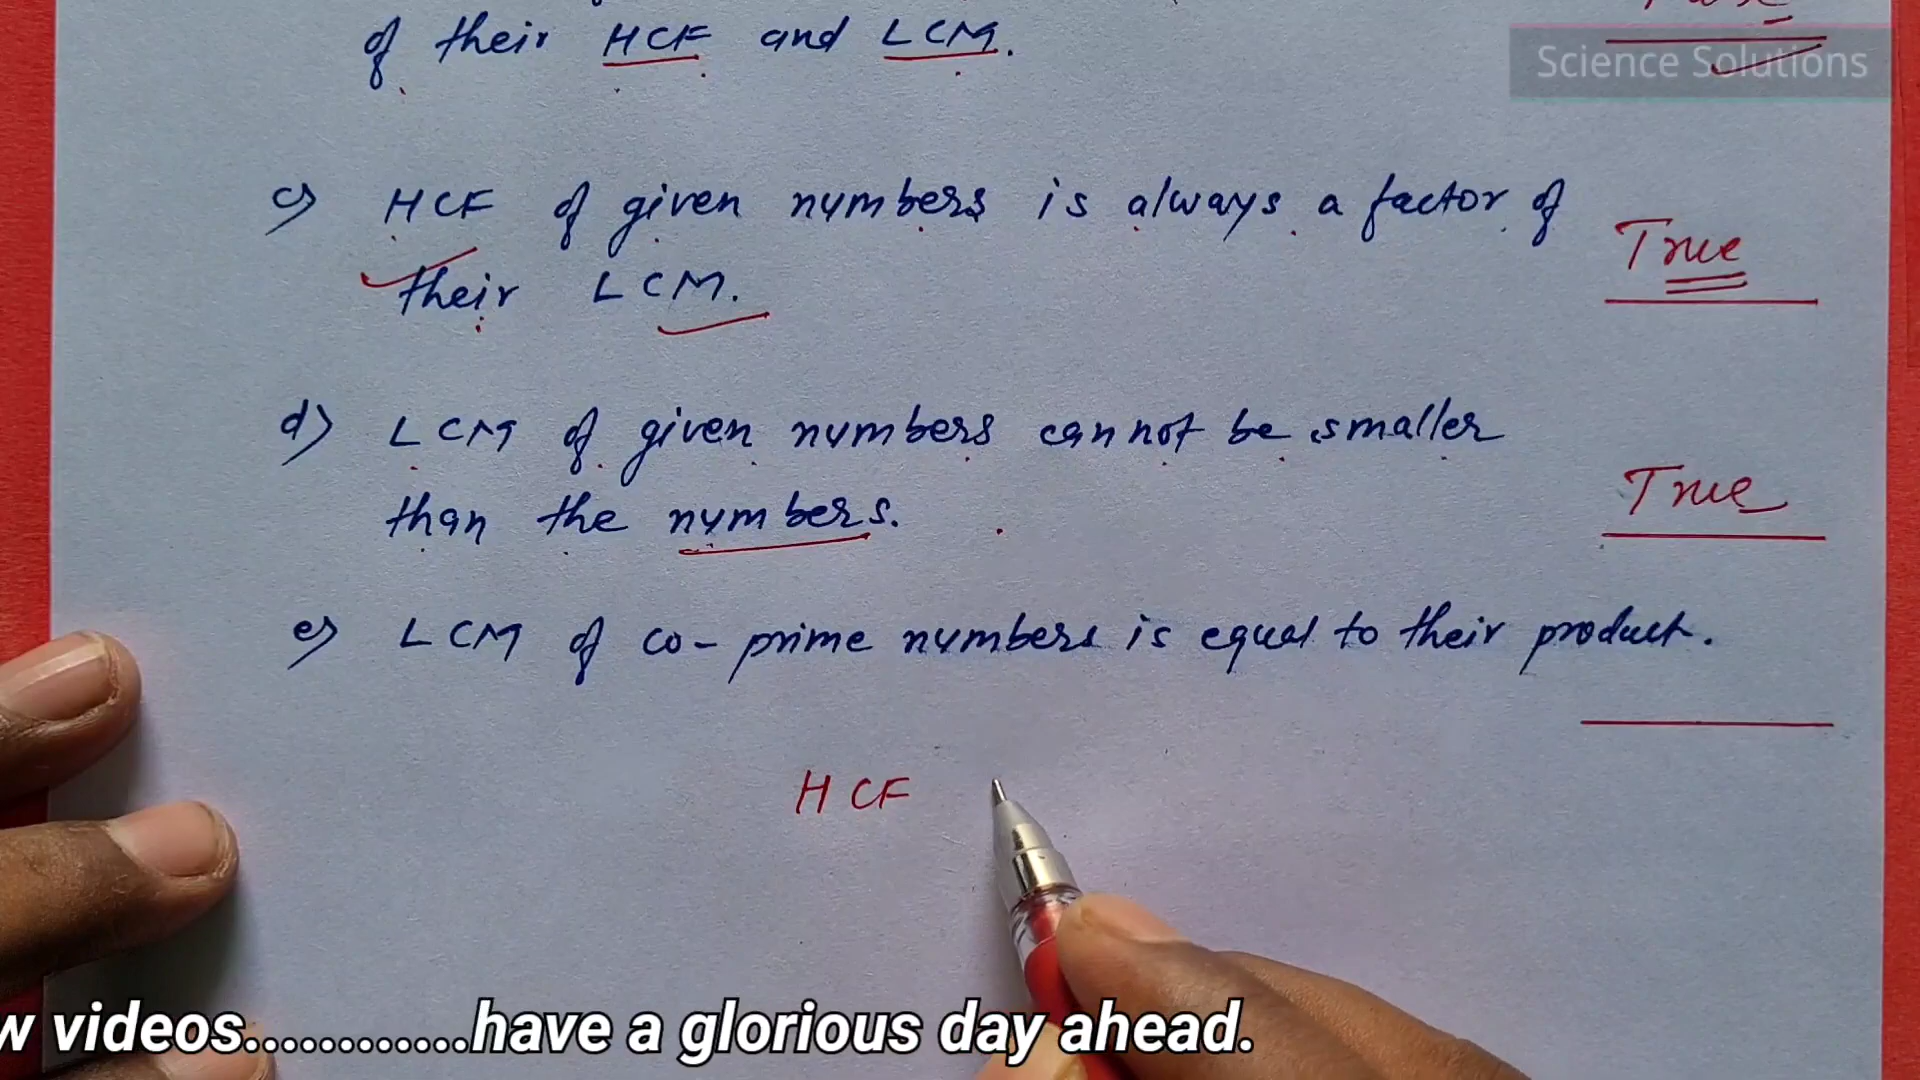 of their HCF and LCM.
Science Solutions
c) HCF of given numbers is always a factor of
their LCM.
True
d) LCM of given numbers cannot be smaller
than the numbers.
True
e) LCM of co-prime numbers is equal to their product.
HCF
w videos............have a glorious day ahead.